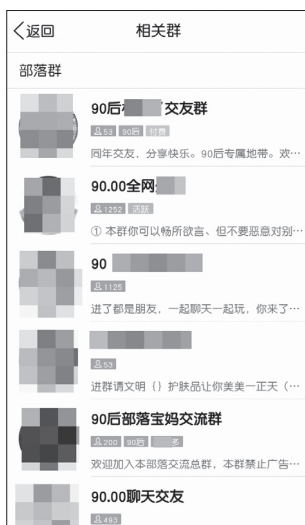 返回
相关群
部落群
90后 交友群
53 90后 付费
同年交友，分享快乐。90后专属地带。欢…
90.00全网
1252 活跃
① 本群你可以畅所欲言、但不要恶意对别…
90
1125
进了都是朋友，一起聊天一起玩，你来了…
53
进群请文明（）护肤品让你美美一正天（…
90后部落宝妈交流群
200 90后 多
欢迎加入本部落交流总群，本群禁止广告…
90.00聊天交友
493